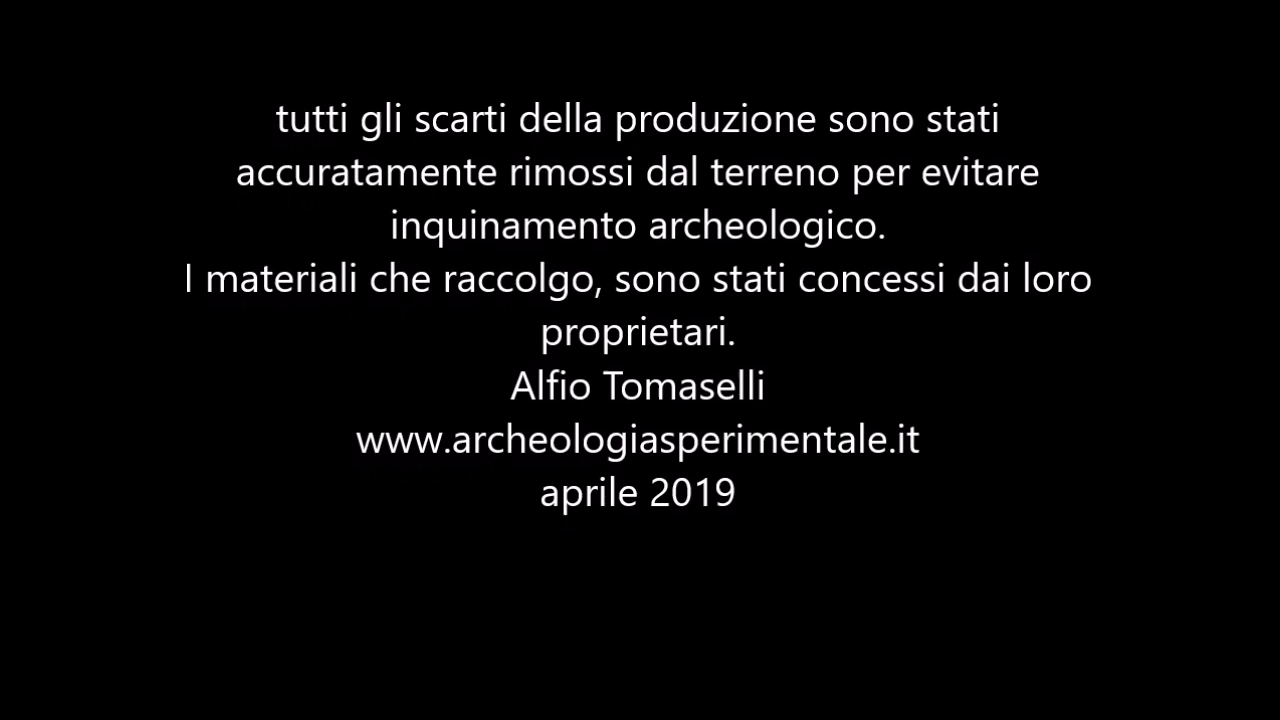 tutti gli scarti della produzione sono stati
accuratamente rimossi dal terreno per evitare
inquinamento archeologico.
I materiali che raccolgo, sono stati concessi dai loro
proprietari.
Alfio Tomaselli
www.archeologiasperimentale.it
aprile 2019